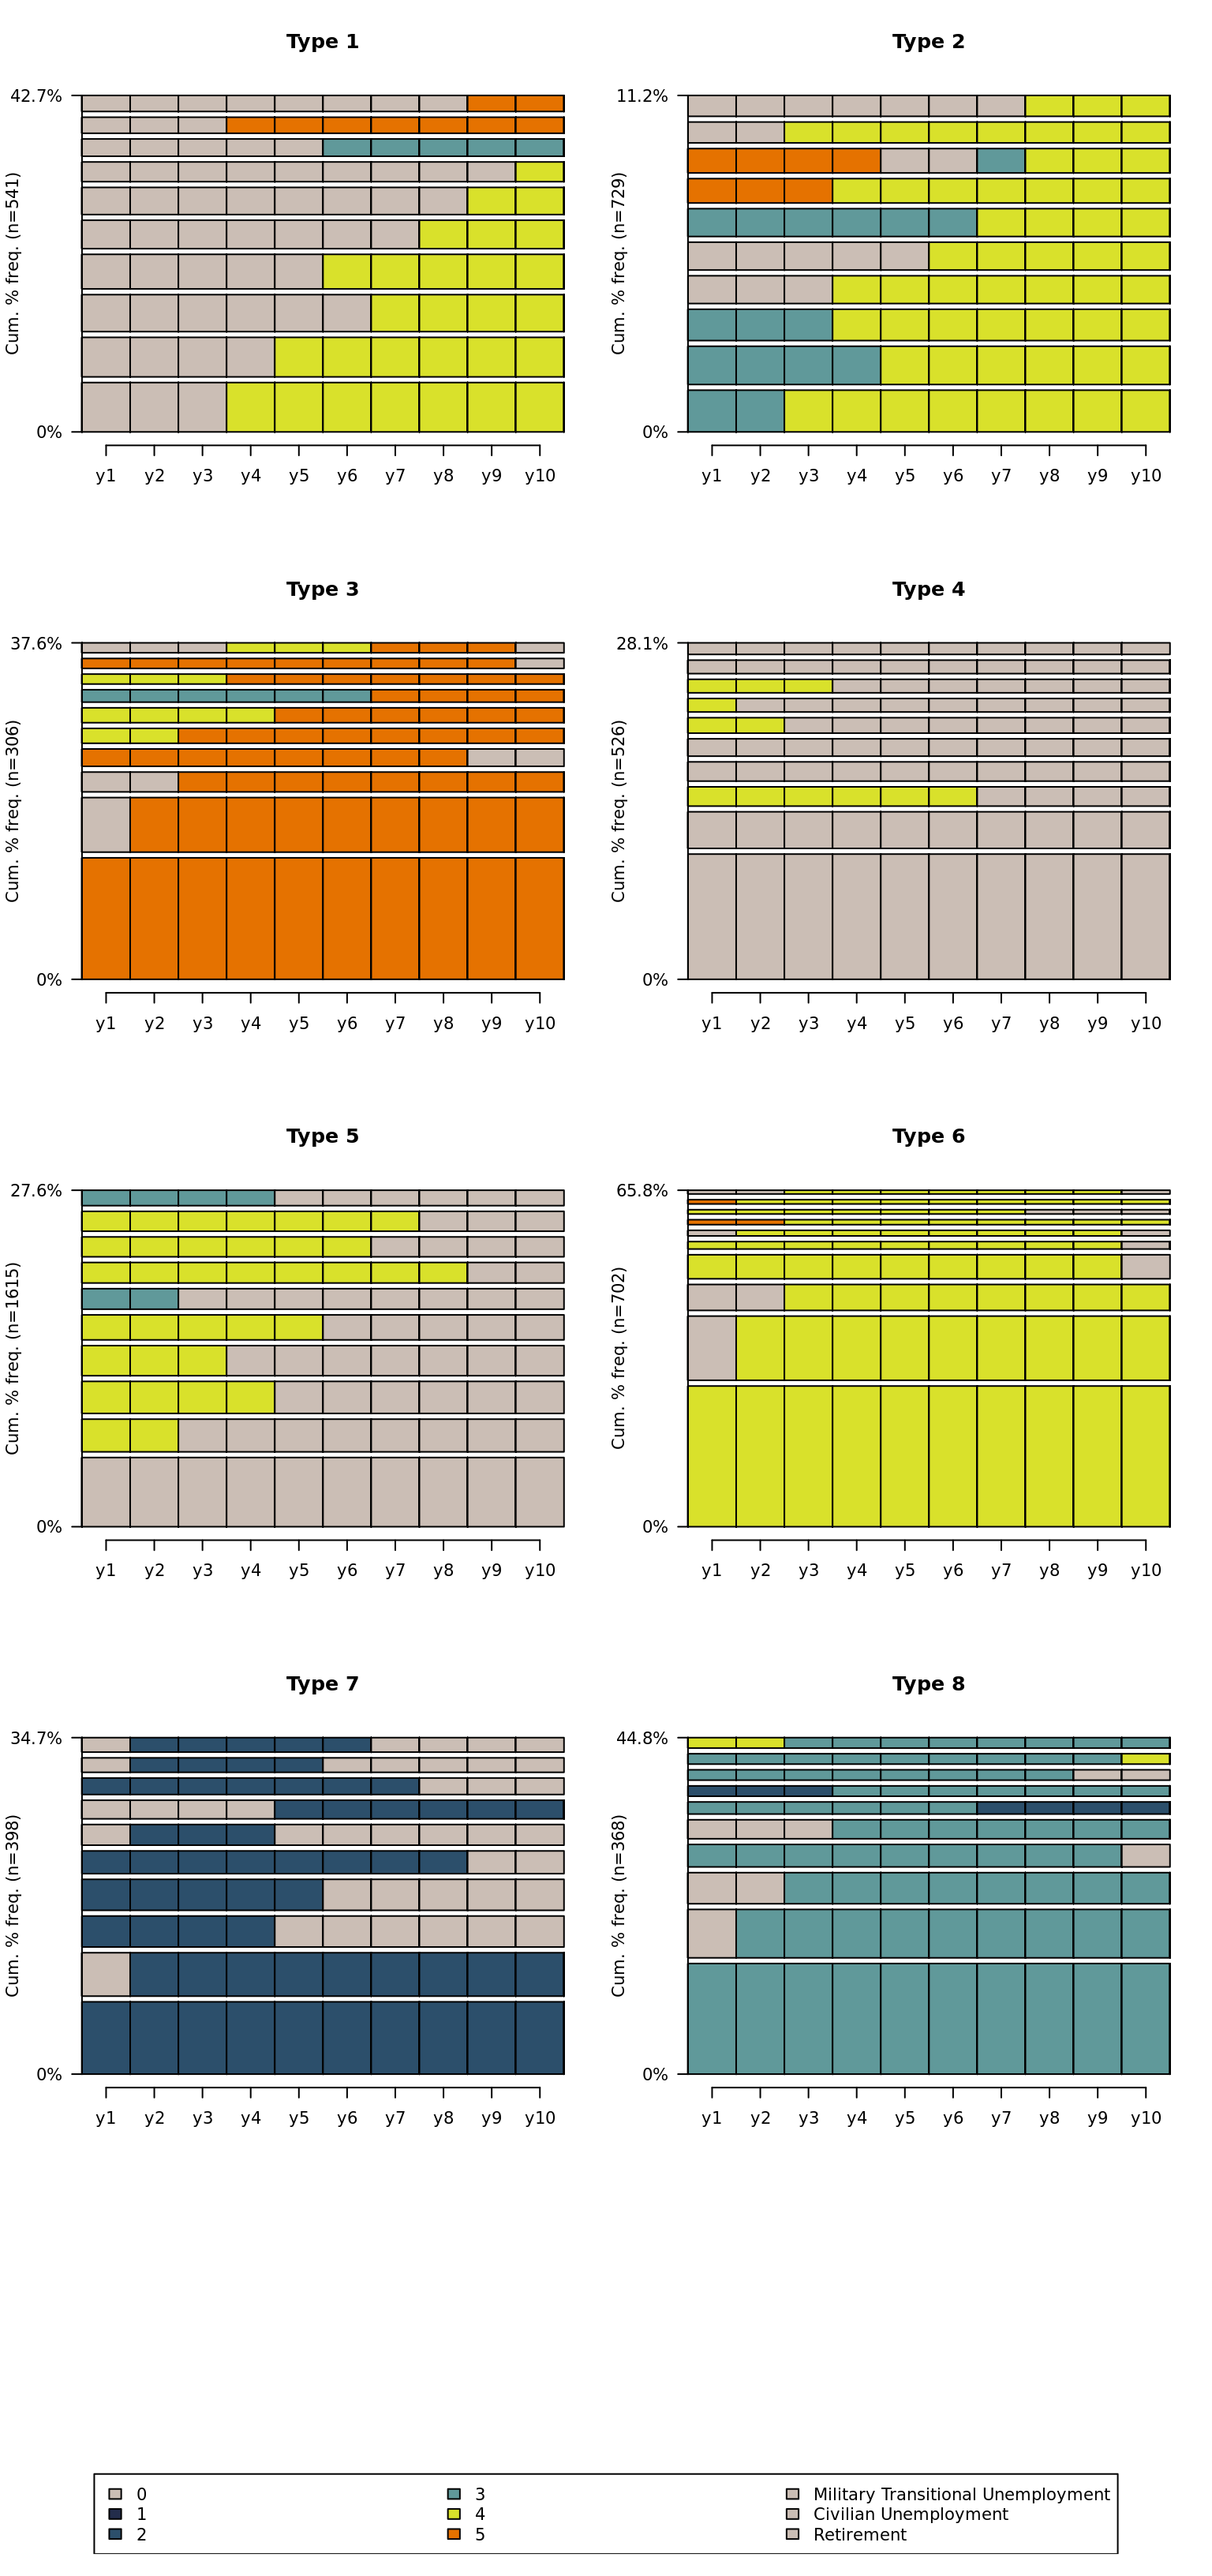 Type 1
42.7%
Cum. % freq. (n=541)
0%
y1 y2 y3 y4 y5 y6 y7 y8 y9 y10
Type 2
11.2%
Cum. % freq. (n=729)
0%
y1 y2 y3 y4 y5 y6 y7 y8 y9 y10
Type 3
37.6%
Cum. % freq. (n=306)
0%
y1 y2 y3 y4 y5 y6 y7 y8 y9 y10
Type 4
28.1%
Cum. % freq. (n=526)
0%
y1 y2 y3 y4 y5 y6 y7 y8 y9 y10
Type 5
27.6%
Cum. % freq. (n=1615)
0%
y1 y2 y3 y4 y5 y6 y7 y8 y9 y10
Type 6
65.8%
Cum. % freq. (n=702)
0%
y1 y2 y3 y4 y5 y6 y7 y8 y9 y10
Type 7
34.7%
Cum. % freq. (n=398)
0%
y1 y2 y3 y4 y5 y6 y7 y8 y9 y10
Type 8
44.8%
Cum. % freq. (n=368)
0%
y1 y2 y3 y4 y5 y6 y7 y8 y9 y10
0
1
2
3
4
5
Military Transitional Unemployment
Civilian Unemployment
Retirement